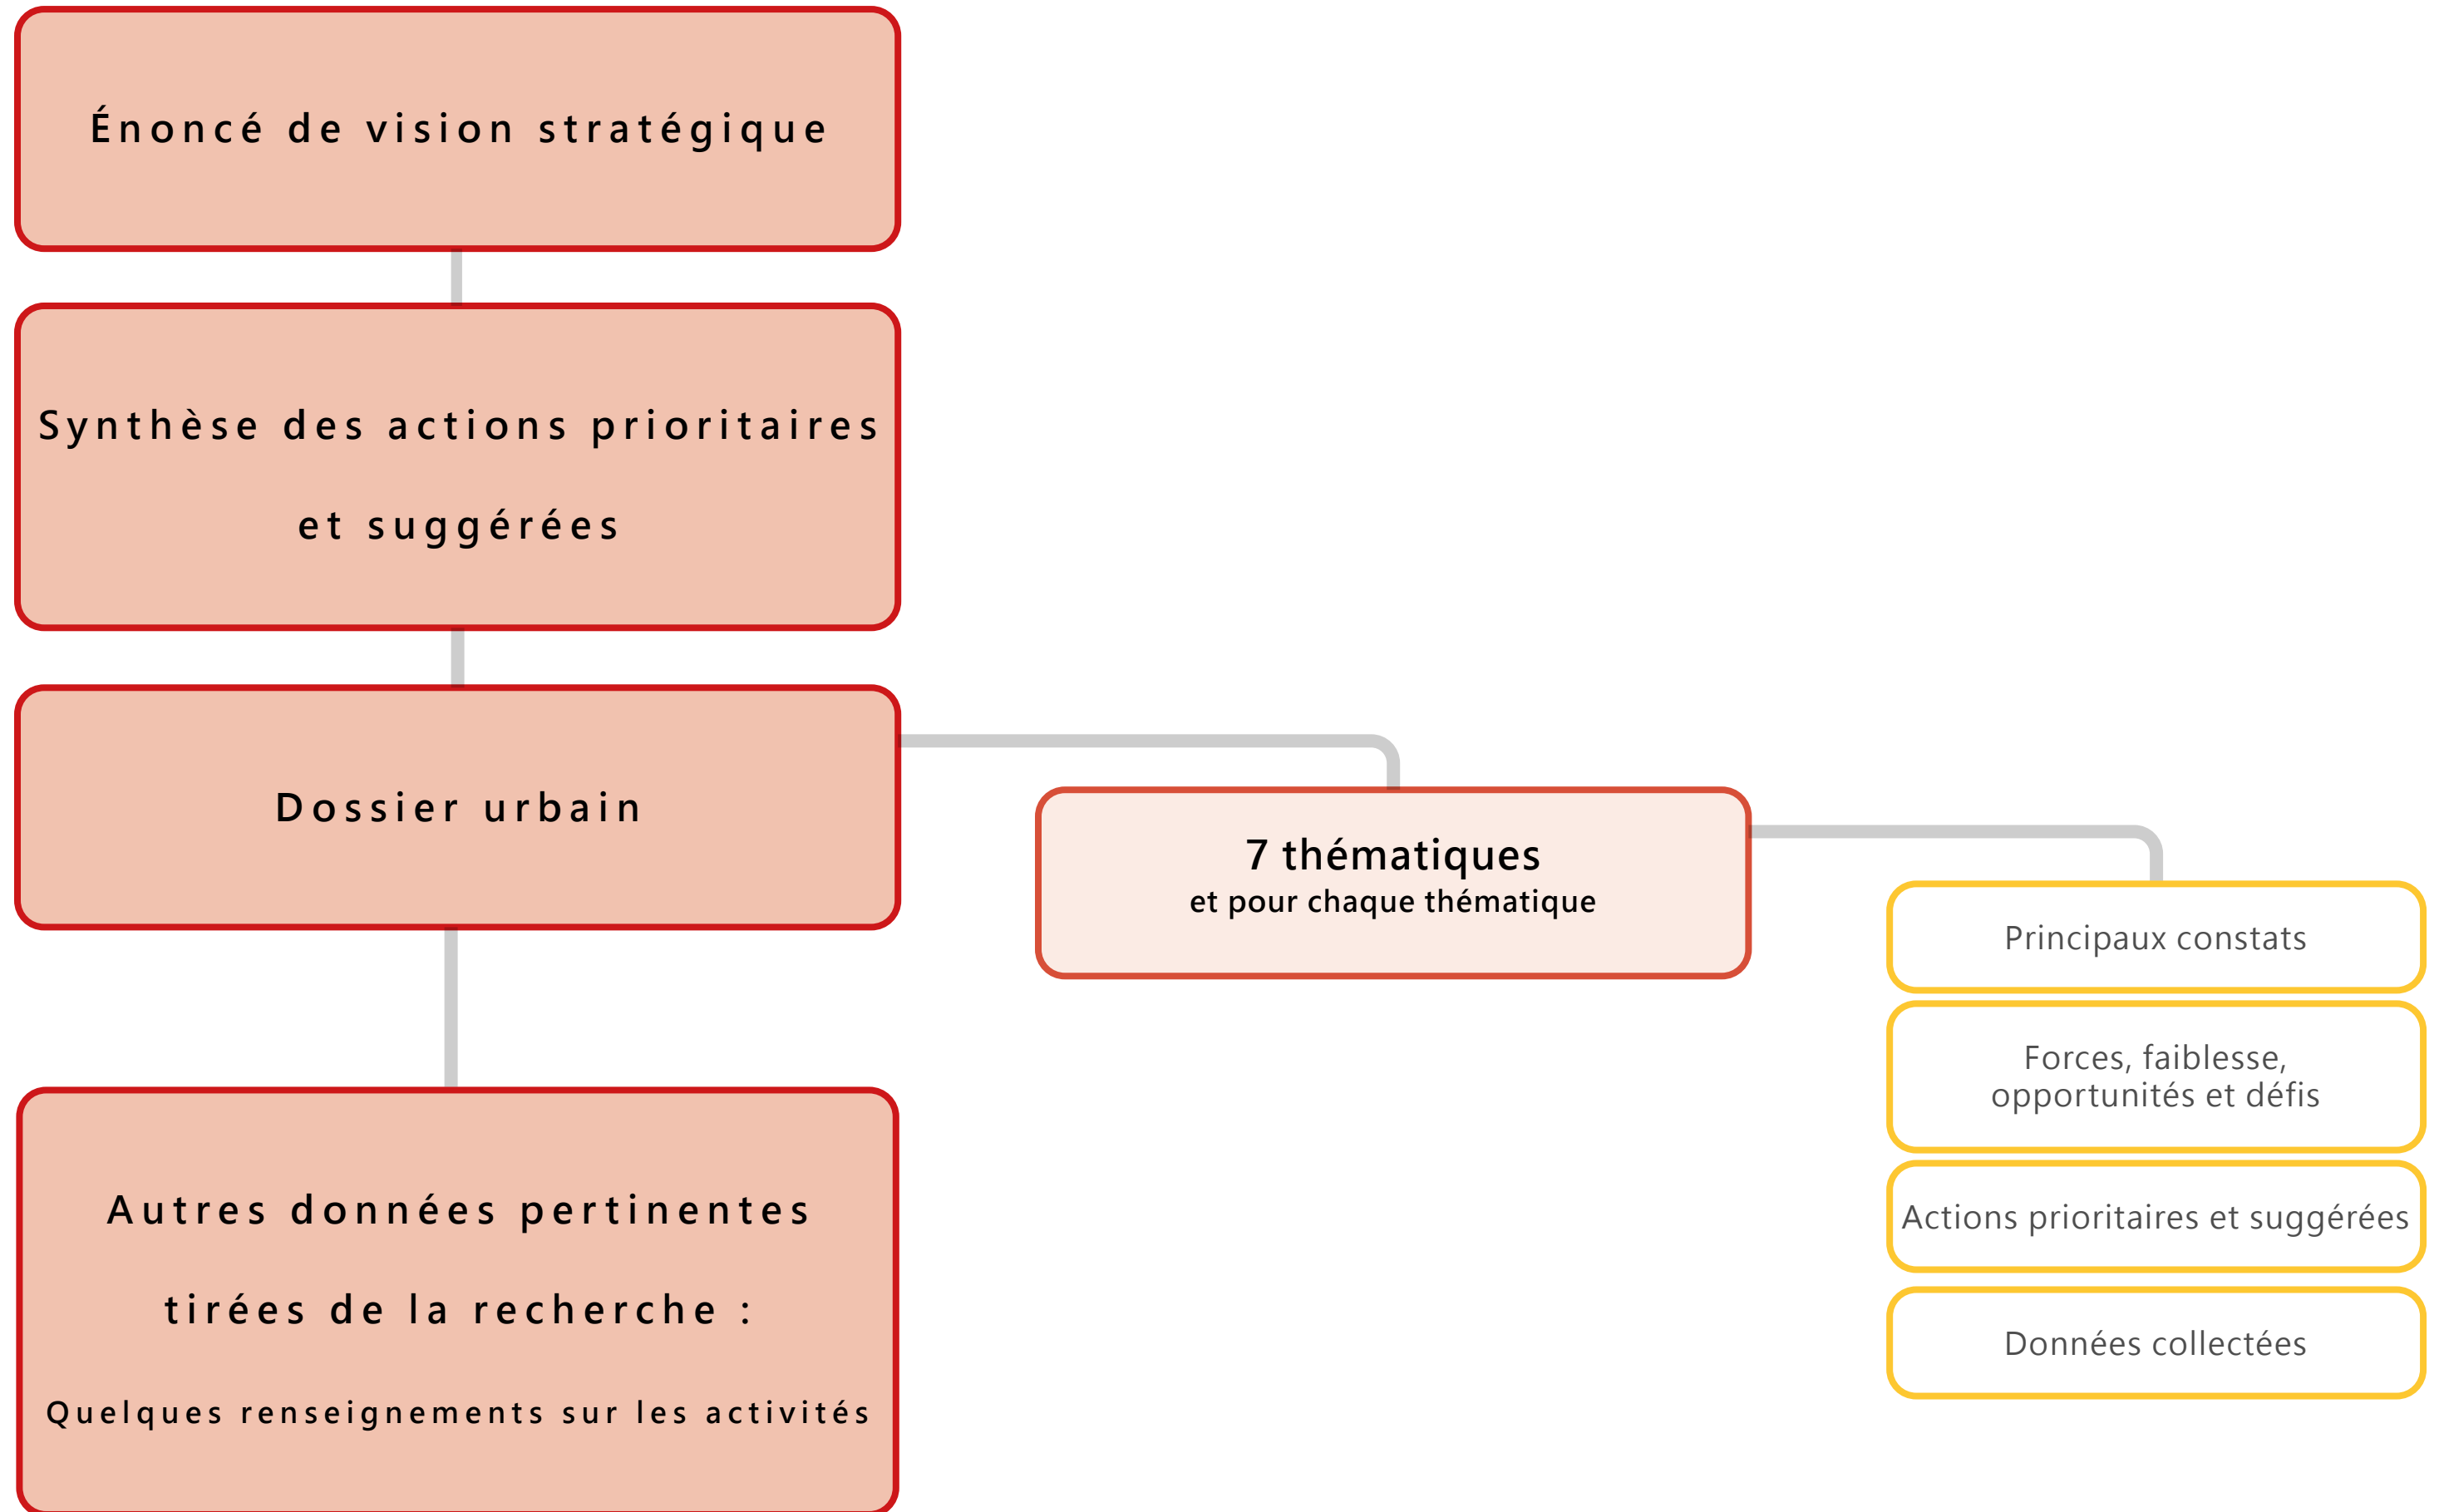 Énoncé de vision stratégique
Synthèse des actions prioritaires
et suggérées
Dossier urbain
7 thématiques
et pour chaque thématique
Principaux constats
Forces, faiblesse,
opportunités et défis
Actions prioritaires et suggérées
Données collectées
Autres données pertinentes
tirées de la recherche :
Quelques renseignements sur les activités